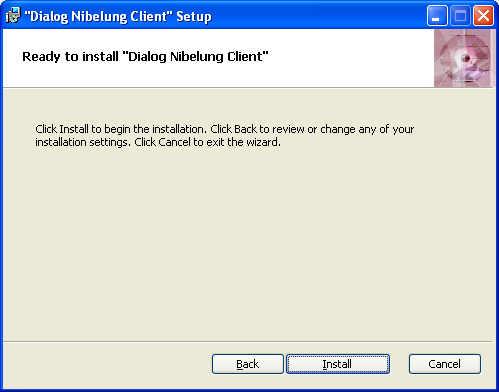 "Dialog Nibelung Client" Setup
Ready to install "Dialog Nibelung Client"
Click Install to begin the installation. Click Back to review or change any of your
installation settings. Click Cancel to exit the wizard.
Back
Install
Cancel